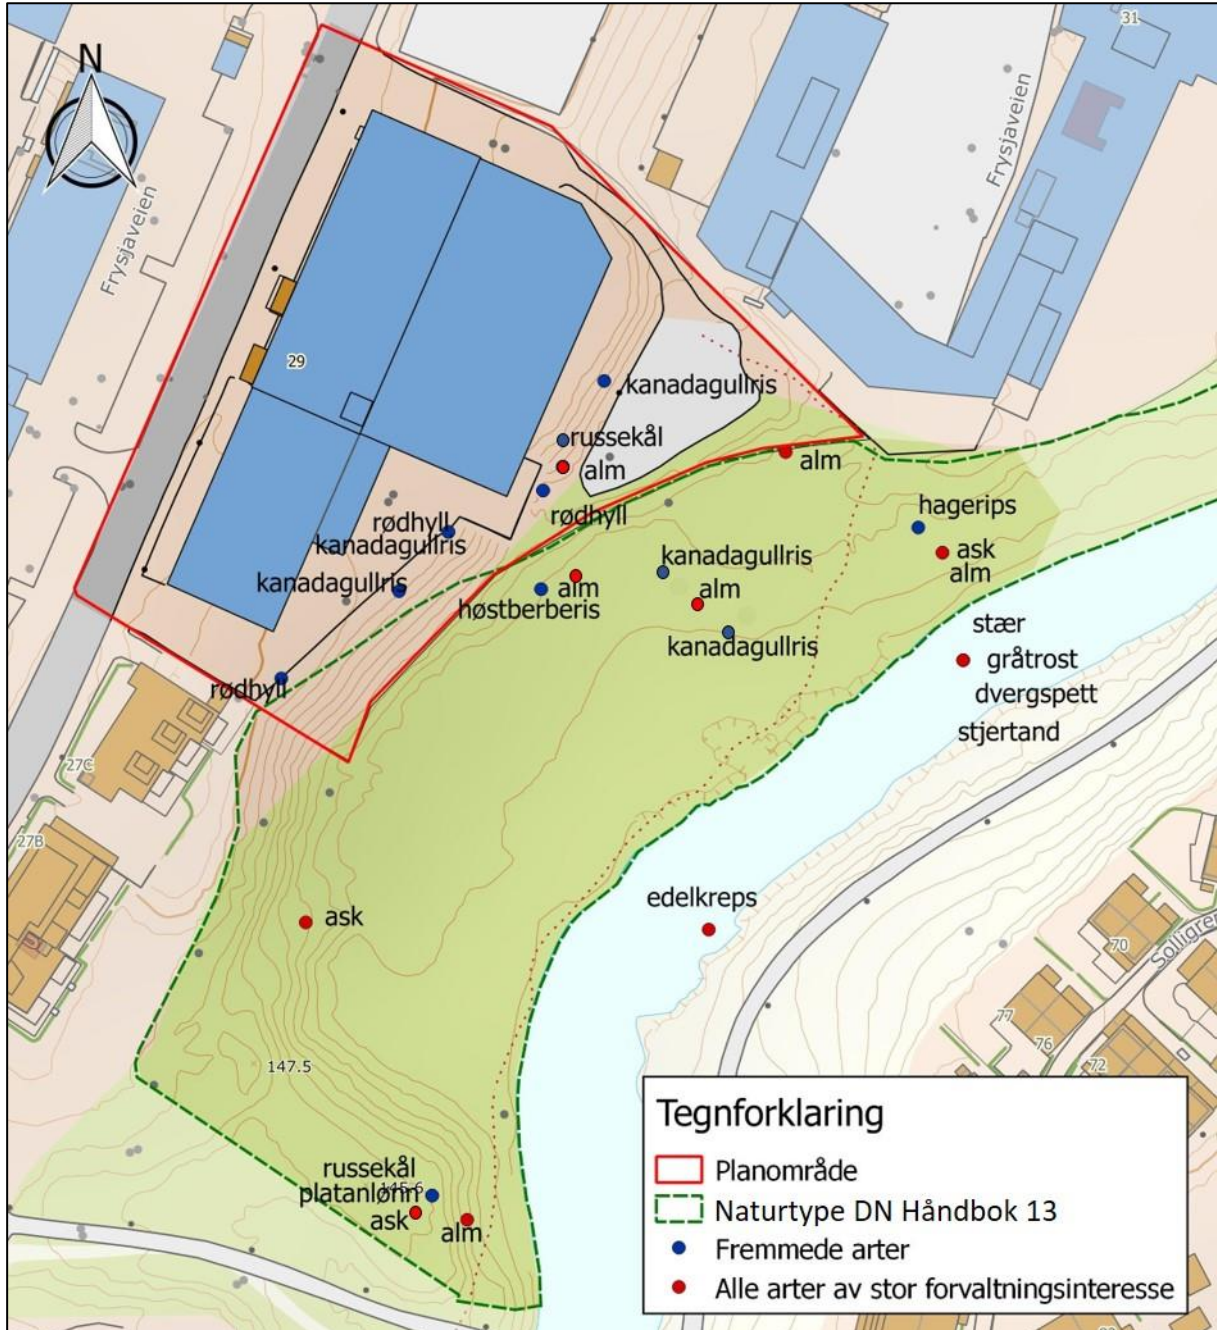 31
N
Frysjaveien
Frysjaveien
29
kanadagullris
russekål
alm
alm
rødhyll
hagerips
rødhyll
kanadagullris
ask
alm
kanadagullris
kanadagullris
alm
alm
høstberberis
kanadagullris
stær
gråtrost
dvergspett
stjertand
rødhyll
27C
27B
edelkreps
ask
70
Solligrer
77
76
72
147.5
russekål
platanlønn
ask
alm
Tegnforklaring
Planområde
Naturtype DN Håndbok 13
Fremmede arter
Alle arter av stor forvaltningsinteresse